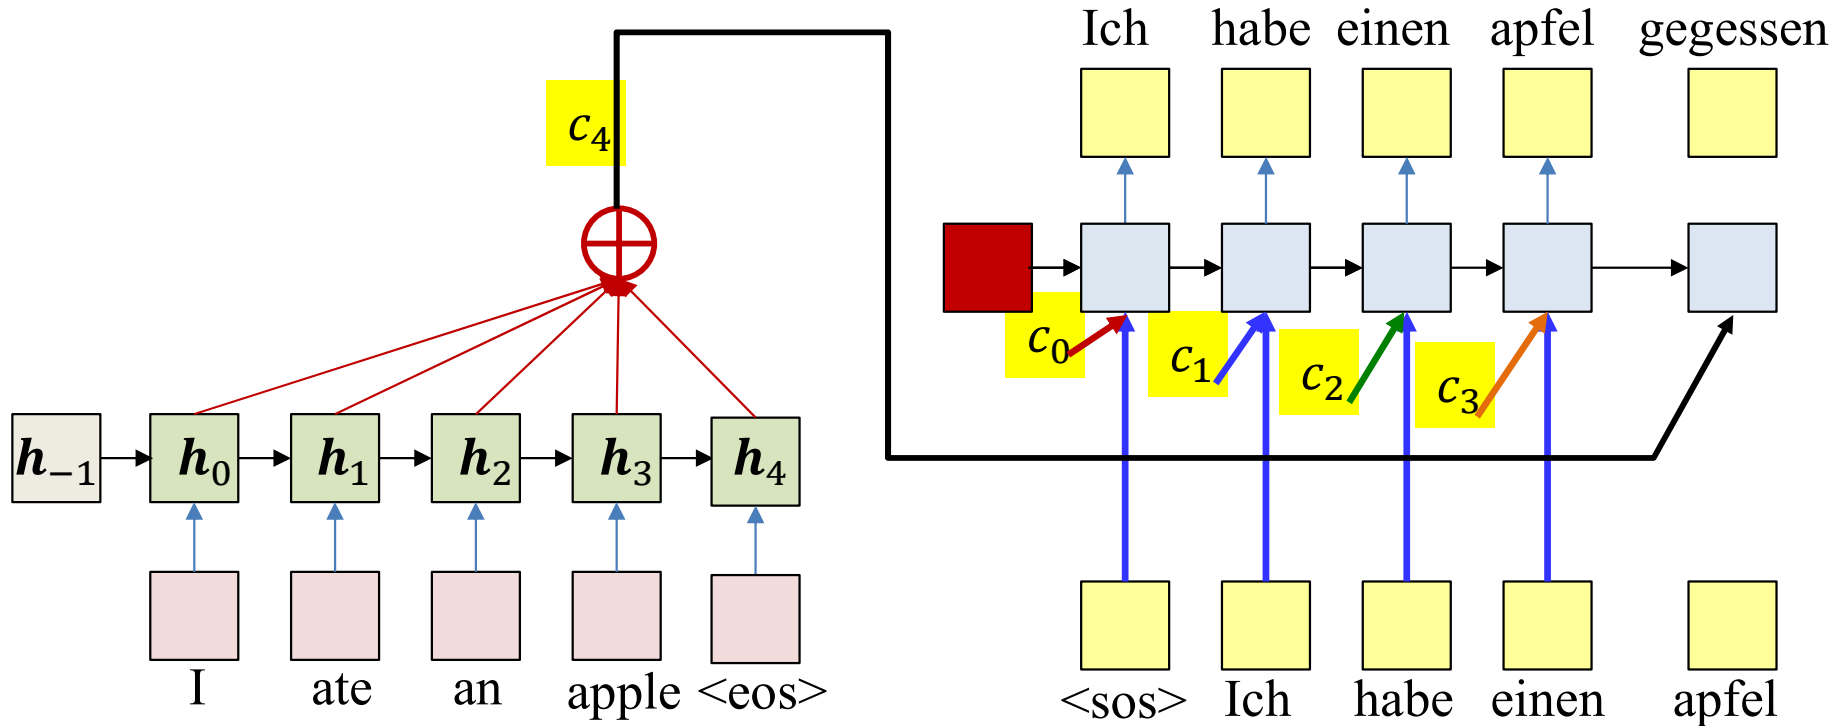 Ich habe einen apfel gegessen
c₄
c₀ c₁ c₂ c₃
h₋₁ h₀ h₁ h₂ h₃ h₄
I ate an apple <eos>
<sos> Ich habe einen apfel